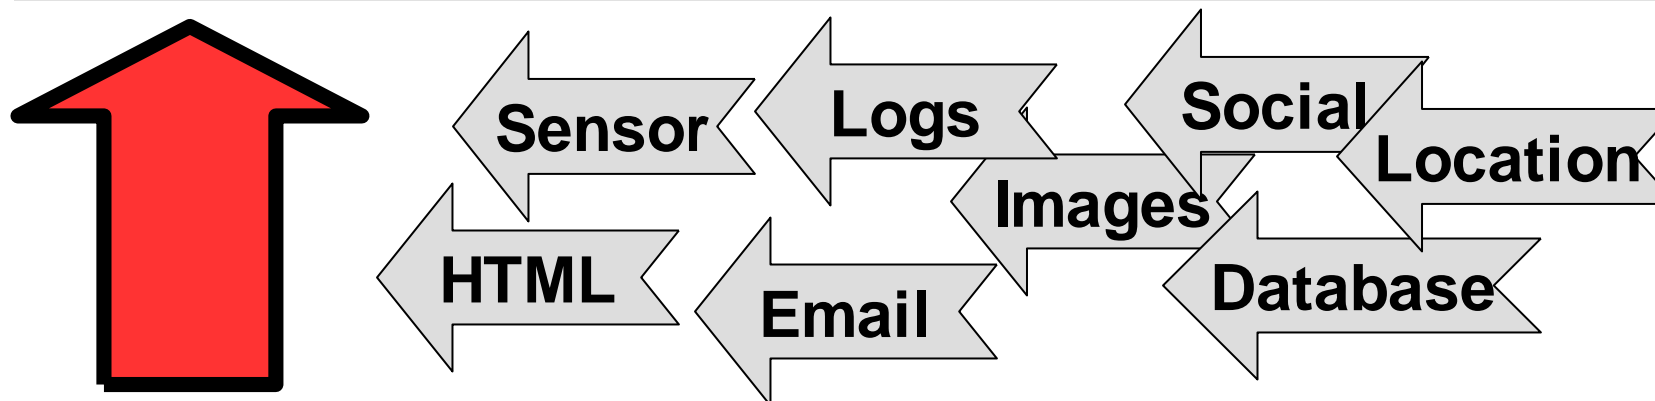 Sensor
Logs
Social
Location
Images
HTML
Email
Database